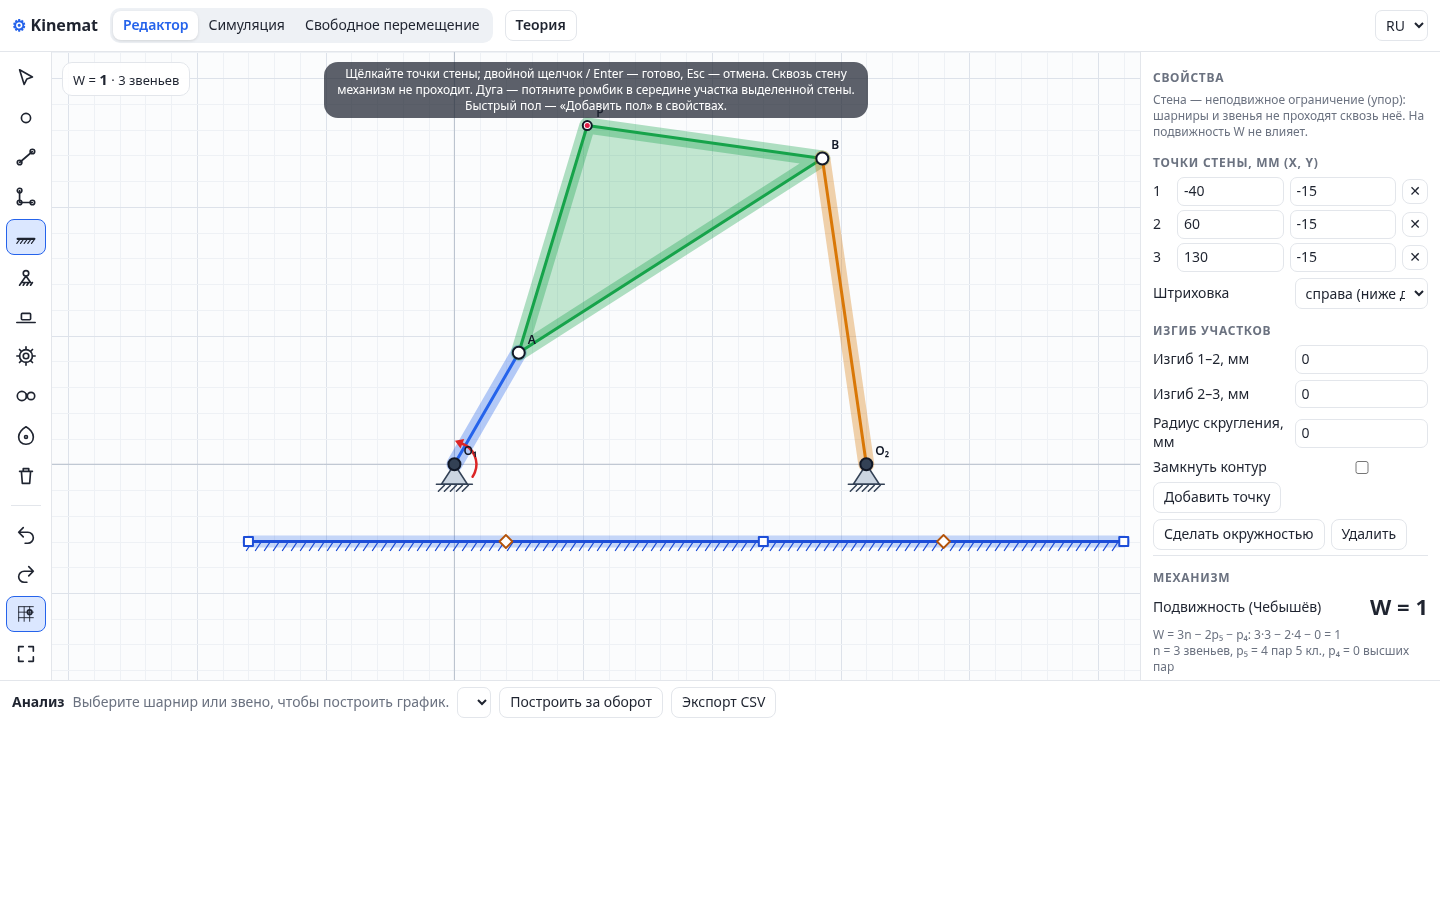 Kinemat
Редактор
Симуляция
Свободное перемещение
Теория
RU
W = 1 · 3 звеньев
Щёлкайте точки стены; двойной щелчок / Enter — готово, Esc — отмена. Сквозь стену
механизм не проходит. Дуга — потяните ромбик в середине участка выделенной стены.
Быстрый пол — «Добавить пол» в свойствах.
B
A
O₁
O₂
СВОЙСТВА
Стена — неподвижное ограничение (упор):
шарниры и звенья не проходят сквозь неё. На
подвижность W не влияет.
ТОЧКИ СТЕНЫ, ММ (X, Y)
1 -40 -15 ✕
2 60 -15 ✕
3 130 -15 ✕
Штриховка справа (ниже д
ИЗГИБ УЧАСТКОВ
Изгиб 1–2, мм 0
Изгиб 2–3, мм 0
Радиус скругления,
мм 0
Замкнуть контур
Добавить точку
Сделать окружностью Удалить
МЕХАНИЗМ
Подвижность (Чебышёв) W = 1
W = 3n − 2p₅ − p₄: 3·3 − 2·4 − 0 = 1
n = 3 звеньев, p₅ = 4 пар 5 кл., p₄ = 0 высших
пар
Анализ Выберите шарнир или звено, чтобы построить график. Построить за оборот Экспорт CSV